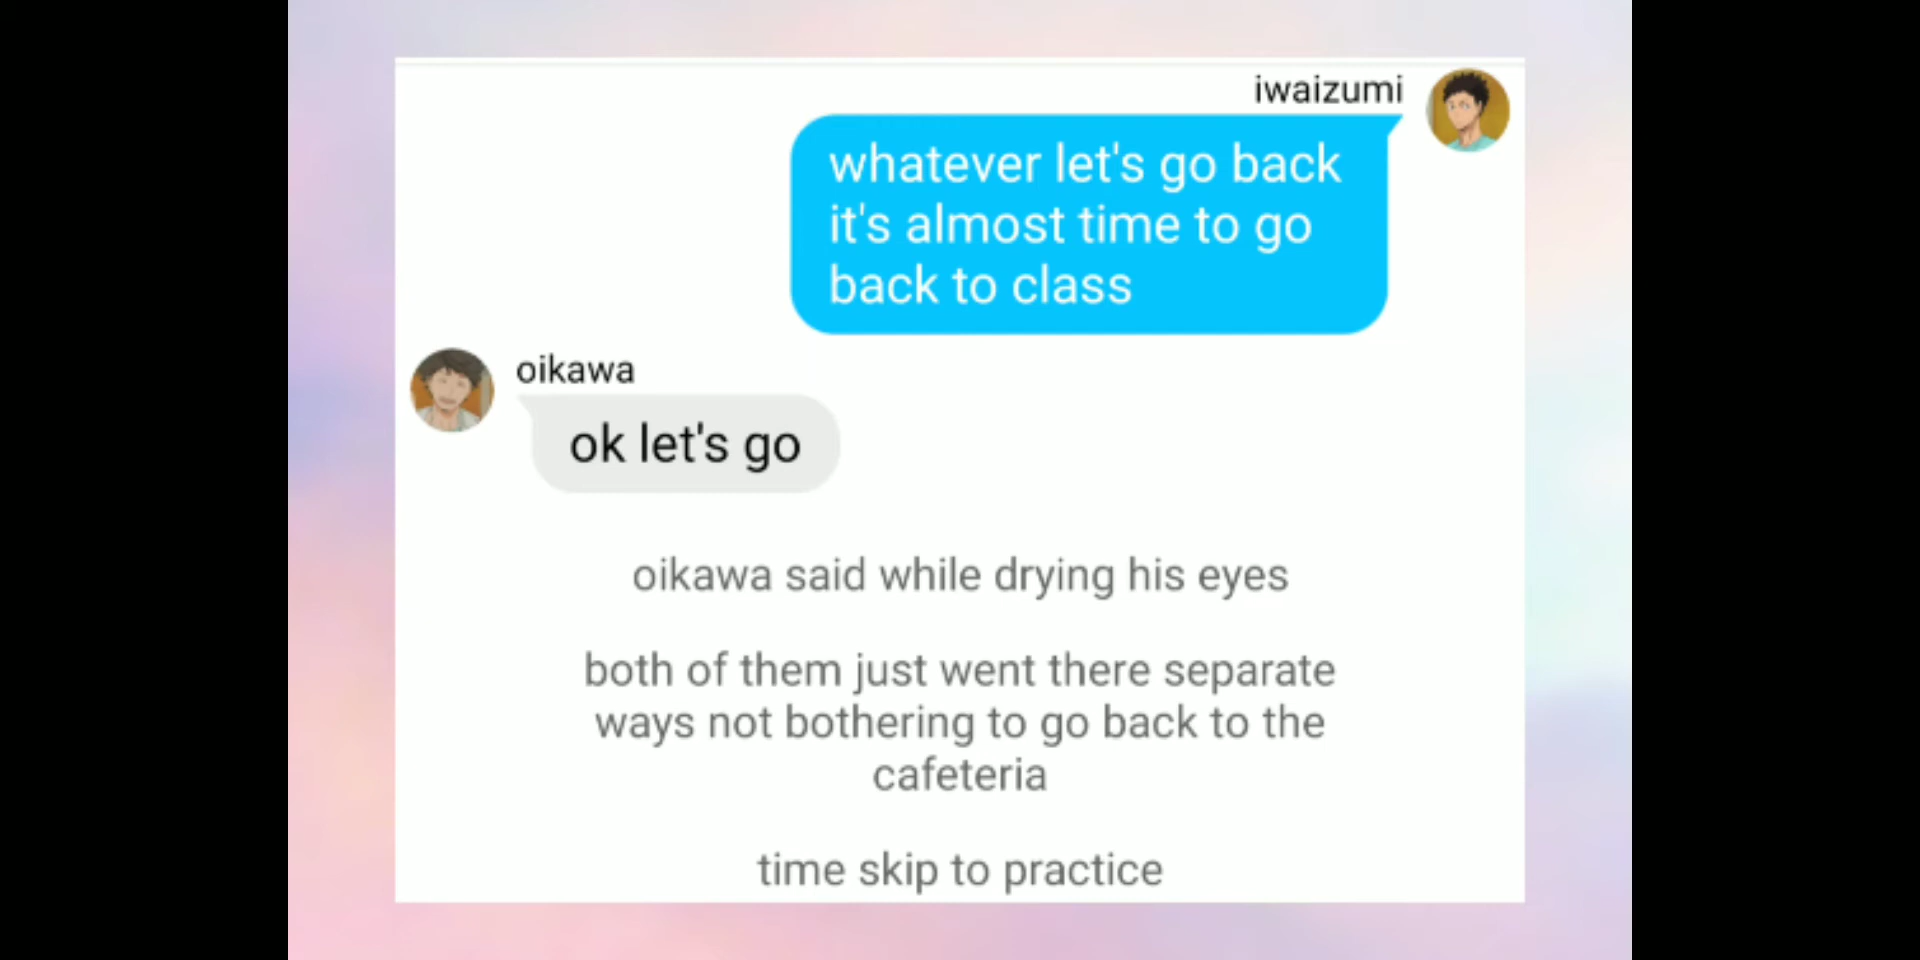 iwaizumi
whatever let's go back
it's almost time to go
back to class
oikawa
ok let's go
oikawa said while drying his eyes
both of them just went there separate
ways not bothering to go back to the
cafeteria
time skip to practice